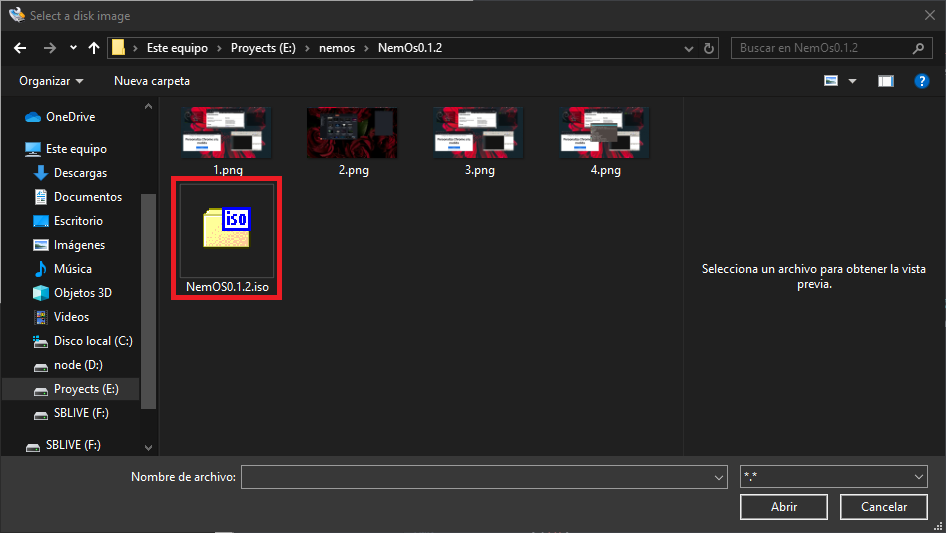 Select a disk image
Este equipo
Proyects (E:)
nemos
NemOs0.1.2
Buscar en NemOs0.1.2
Organizar
Nueva carpeta
?
OneDrive
Este equipo
Descargas
Documentos
Escritorio
Imágenes
Música
Objetos 3D
Videos
Disco local (C:)
node (D:)
Proyects (E:)
SBLIVE (F:)
SBLIVE (F:)
1.png
2.png
3.png
4.png
iso
NemOS0.1.2.iso
Selecciona un archivo para obtener la vista
previa.
Nombre de archivo:
*.*
Abrir
Cancelar